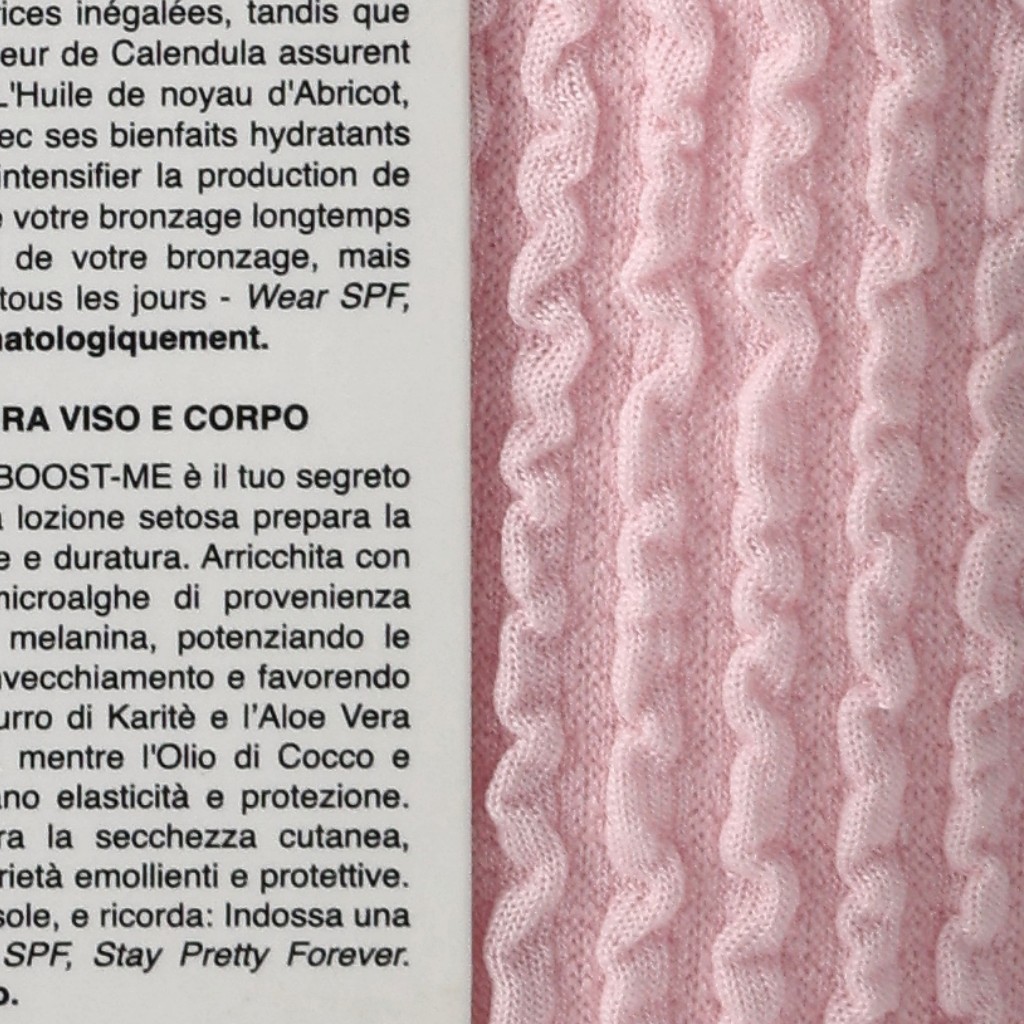 rices inégalées, tandis que
eur de Calendula assurent
L'Huile de noyau d'Abricot,
ec ses bienfaits hydratants
intensifier la production de
votre bronzage longtemps
de votre bronzage, mais
tous les jours - Wear SPF,
natologiquement.
RA VISO E CORPO
BOOST-ME è il tuo segreto
lozione setosa prepara la
e e duratura. Arricchita con
microalghe di provenienza
melanina, potenziando le
nvecchiamento e favorendo
urro di Karitè e l'Aloe Vera
mentre l'Olio di Cocco e
ano elasticità e protezione.
ra la secchezza cutanea,
rietà emollienti e protettive.
sole, e ricorda: Indossa una
SPF, Stay Pretty Forever.
o.